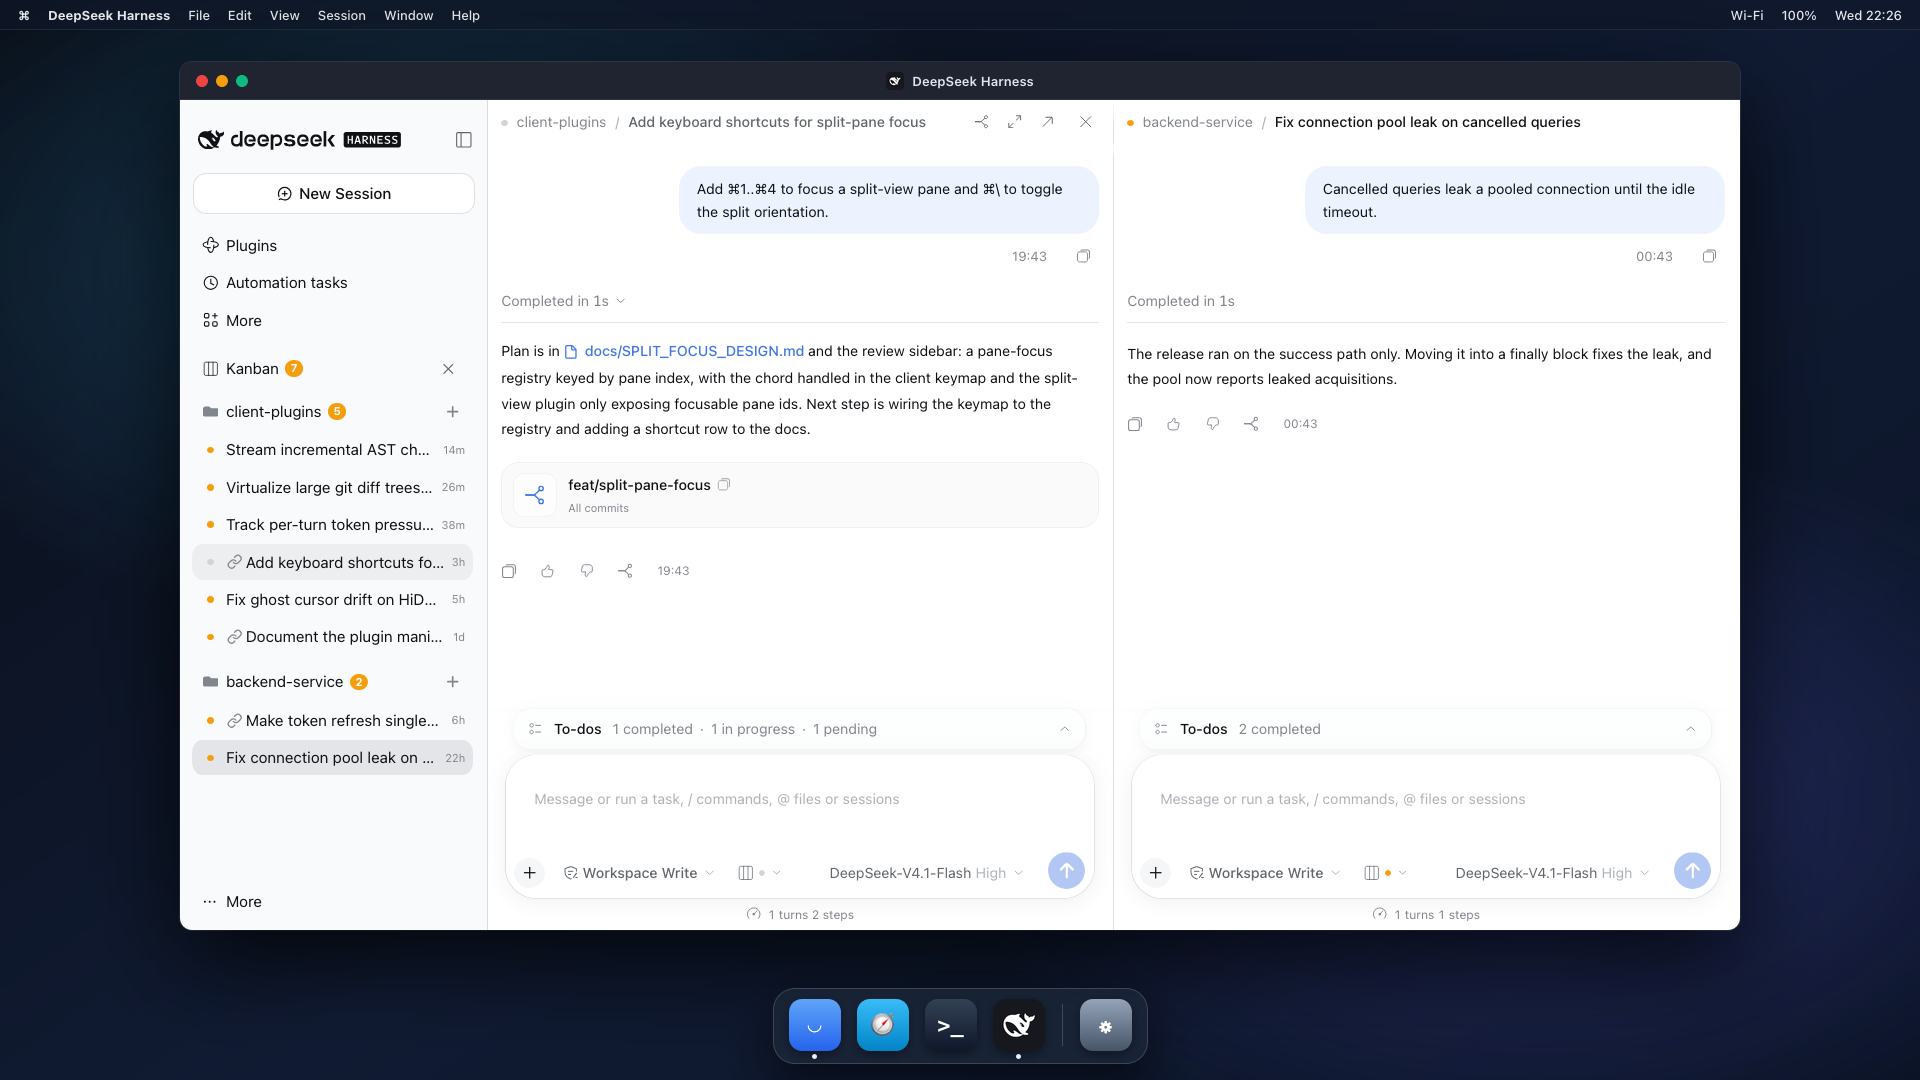 ⌘ DeepSeek Harness File Edit View Session Window Help Wi-Fi 100% Wed 22:26
DeepSeek Harness
deepseek HARNESS
New Session
Plugins
Automation tasks
More
Kanban 7
client-plugins 5
Stream incremental AST ch... 14m
Virtualize large git diff trees... 26m
Track per-turn token pressu... 38m
Add keyboard shortcuts fo... 3h
Fix ghost cursor drift on HiD... 5h
Document the plugin mani... 1d
backend-service 2
Make token refresh single... 6h
Fix connection pool leak on ... 22h
More
client-plugins / Add keyboard shortcuts for split-pane focus
Add ⌘1..⌘4 to focus a split-view pane and ⌘\ to toggle
the split orientation.
19:43
Completed in 1s
Plan is in docs/SPLIT_FOCUS_DESIGN.md and the review sidebar: a pane-focus
registry keyed by pane index, with the chord handled in the client keymap and the split-
view plugin only exposing focusable pane ids. Next step is wiring the keymap to the
registry and adding a shortcut row to the docs.
feat/split-pane-focus
All commits
19:43
To-dos 1 completed · 1 in progress · 1 pending
Message or run a task, / commands, @ files or sessions
Workspace Write DeepSeek-V4.1-Flash High
1 turns 2 steps
backend-service / Fix connection pool leak on cancelled queries
Cancelled queries leak a pooled connection until the idle
timeout.
00:43
Completed in 1s
The release ran on the success path only. Moving it into a finally block fixes the leak, and
the pool now reports leaked acquisitions.
00:43
To-dos 2 completed
Message or run a task, / commands, @ files or sessions
Workspace Write DeepSeek-V4.1-Flash High
1 turns 1 steps
>_